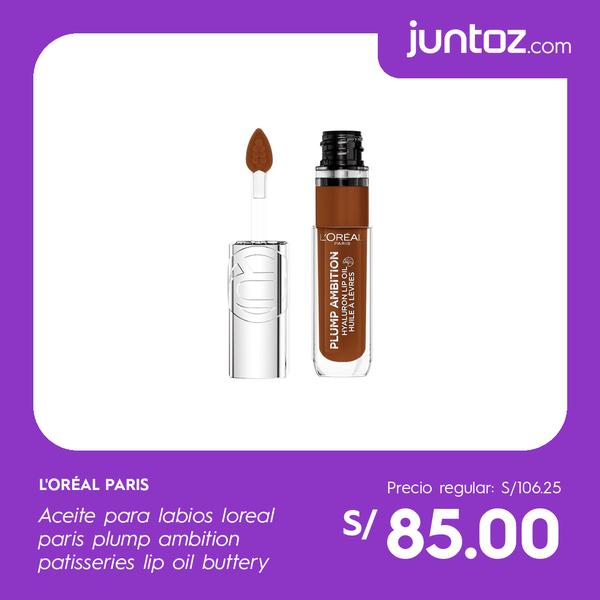 juntoz.com
L'ORÉAL
PARIS
PLUMP AMBITION
HYALURON LIP OIL
HUILE À LÈVRES
L'ORÉAL PARIS
Aceite para labios loreal
paris plump ambition
patisseries lip oil buttery
Precio regular: S/106.25
S/ 85.00